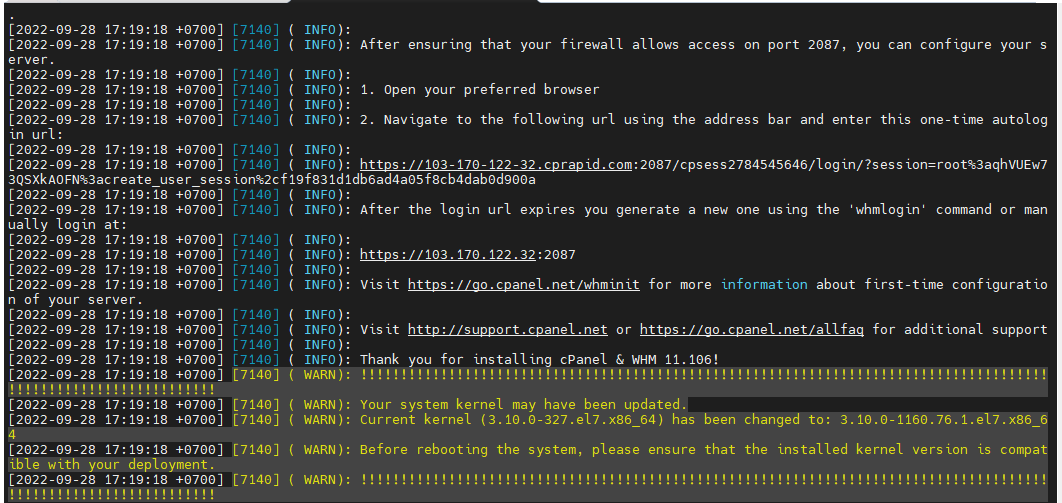 .
[2022-09-28 17:19:18 +0700] [7140] ( INFO):
[2022-09-28 17:19:18 +0700] [7140] ( INFO): After ensuring that your firewall allows access on port 2087, you can configure your s
erver.
[2022-09-28 17:19:18 +0700] [7140] ( INFO):
[2022-09-28 17:19:18 +0700] [7140] ( INFO): 1. Open your preferred browser
[2022-09-28 17:19:18 +0700] [7140] ( INFO):
[2022-09-28 17:19:18 +0700] [7140] ( INFO): 2. Navigate to the following url using the address bar and enter this one-time autolog
in url:
[2022-09-28 17:19:18 +0700] [7140] ( INFO):
[2022-09-28 17:19:18 +0700] [7140] ( INFO): https://103-170-122-32.cprapid.com:2087/cpsess2784545646/login/?session=root%3aqhVUEw7
3QSXkAOFN%3acreate_user_session%2cf19f831d1db6ad4a05f8cb4dab0d900a
[2022-09-28 17:19:18 +0700] [7140] ( INFO):
[2022-09-28 17:19:18 +0700] [7140] ( INFO): After the login url expires you generate a new one using the 'whmlogin' command or man
ually login at:
[2022-09-28 17:19:18 +0700] [7140] ( INFO):
[2022-09-28 17:19:18 +0700] [7140] ( INFO): https://103.170.122.32:2087
[2022-09-28 17:19:18 +0700] [7140] ( INFO):
[2022-09-28 17:19:18 +0700] [7140] ( INFO): Visit https://go.cpanel.net/whminit for more information about first-time configuratio
n of your server.
[2022-09-28 17:19:18 +0700] [7140] ( INFO):
[2022-09-28 17:19:18 +0700] [7140] ( INFO): Visit http://support.cpanel.net or https://go.cpanel.net/allfaq for additional support
[2022-09-28 17:19:18 +0700] [7140] ( INFO):
[2022-09-28 17:19:18 +0700] [7140] ( INFO): Thank you for installing cPanel & WHM 11.106!
[2022-09-28 17:19:18 +0700] [7140] ( WARN): !!!!!!!!!!!!!!!!!!!!!!!!!!!!!!!!!!!!!!!!!!!!!!!!!!!!!!!!!!!!!!!!!!!!!!!!!!!!!!!!!!!!!!
!!!!!!!!!!!!!!!!!!!!!!!!!!
[2022-09-28 17:19:18 +0700] [7140] ( WARN): Your system kernel may have been updated.
[2022-09-28 17:19:18 +0700] [7140] ( WARN): Current kernel (3.10.0-327.el7.x86_64) has been changed to: 3.10.0-1160.76.1.el7.x86_6
4
[2022-09-28 17:19:18 +0700] [7140] ( WARN): Before rebooting the system, please ensure that the installed kernel version is compat
ible with your deployment.
[2022-09-28 17:19:18 +0700] [7140] ( WARN): !!!!!!!!!!!!!!!!!!!!!!!!!!!!!!!!!!!!!!!!!!!!!!!!!!!!!!!!!!!!!!!!!!!!!!!!!!!!!!!!!!!!!!
!!!!!!!!!!!!!!!!!!!!!!!!!!